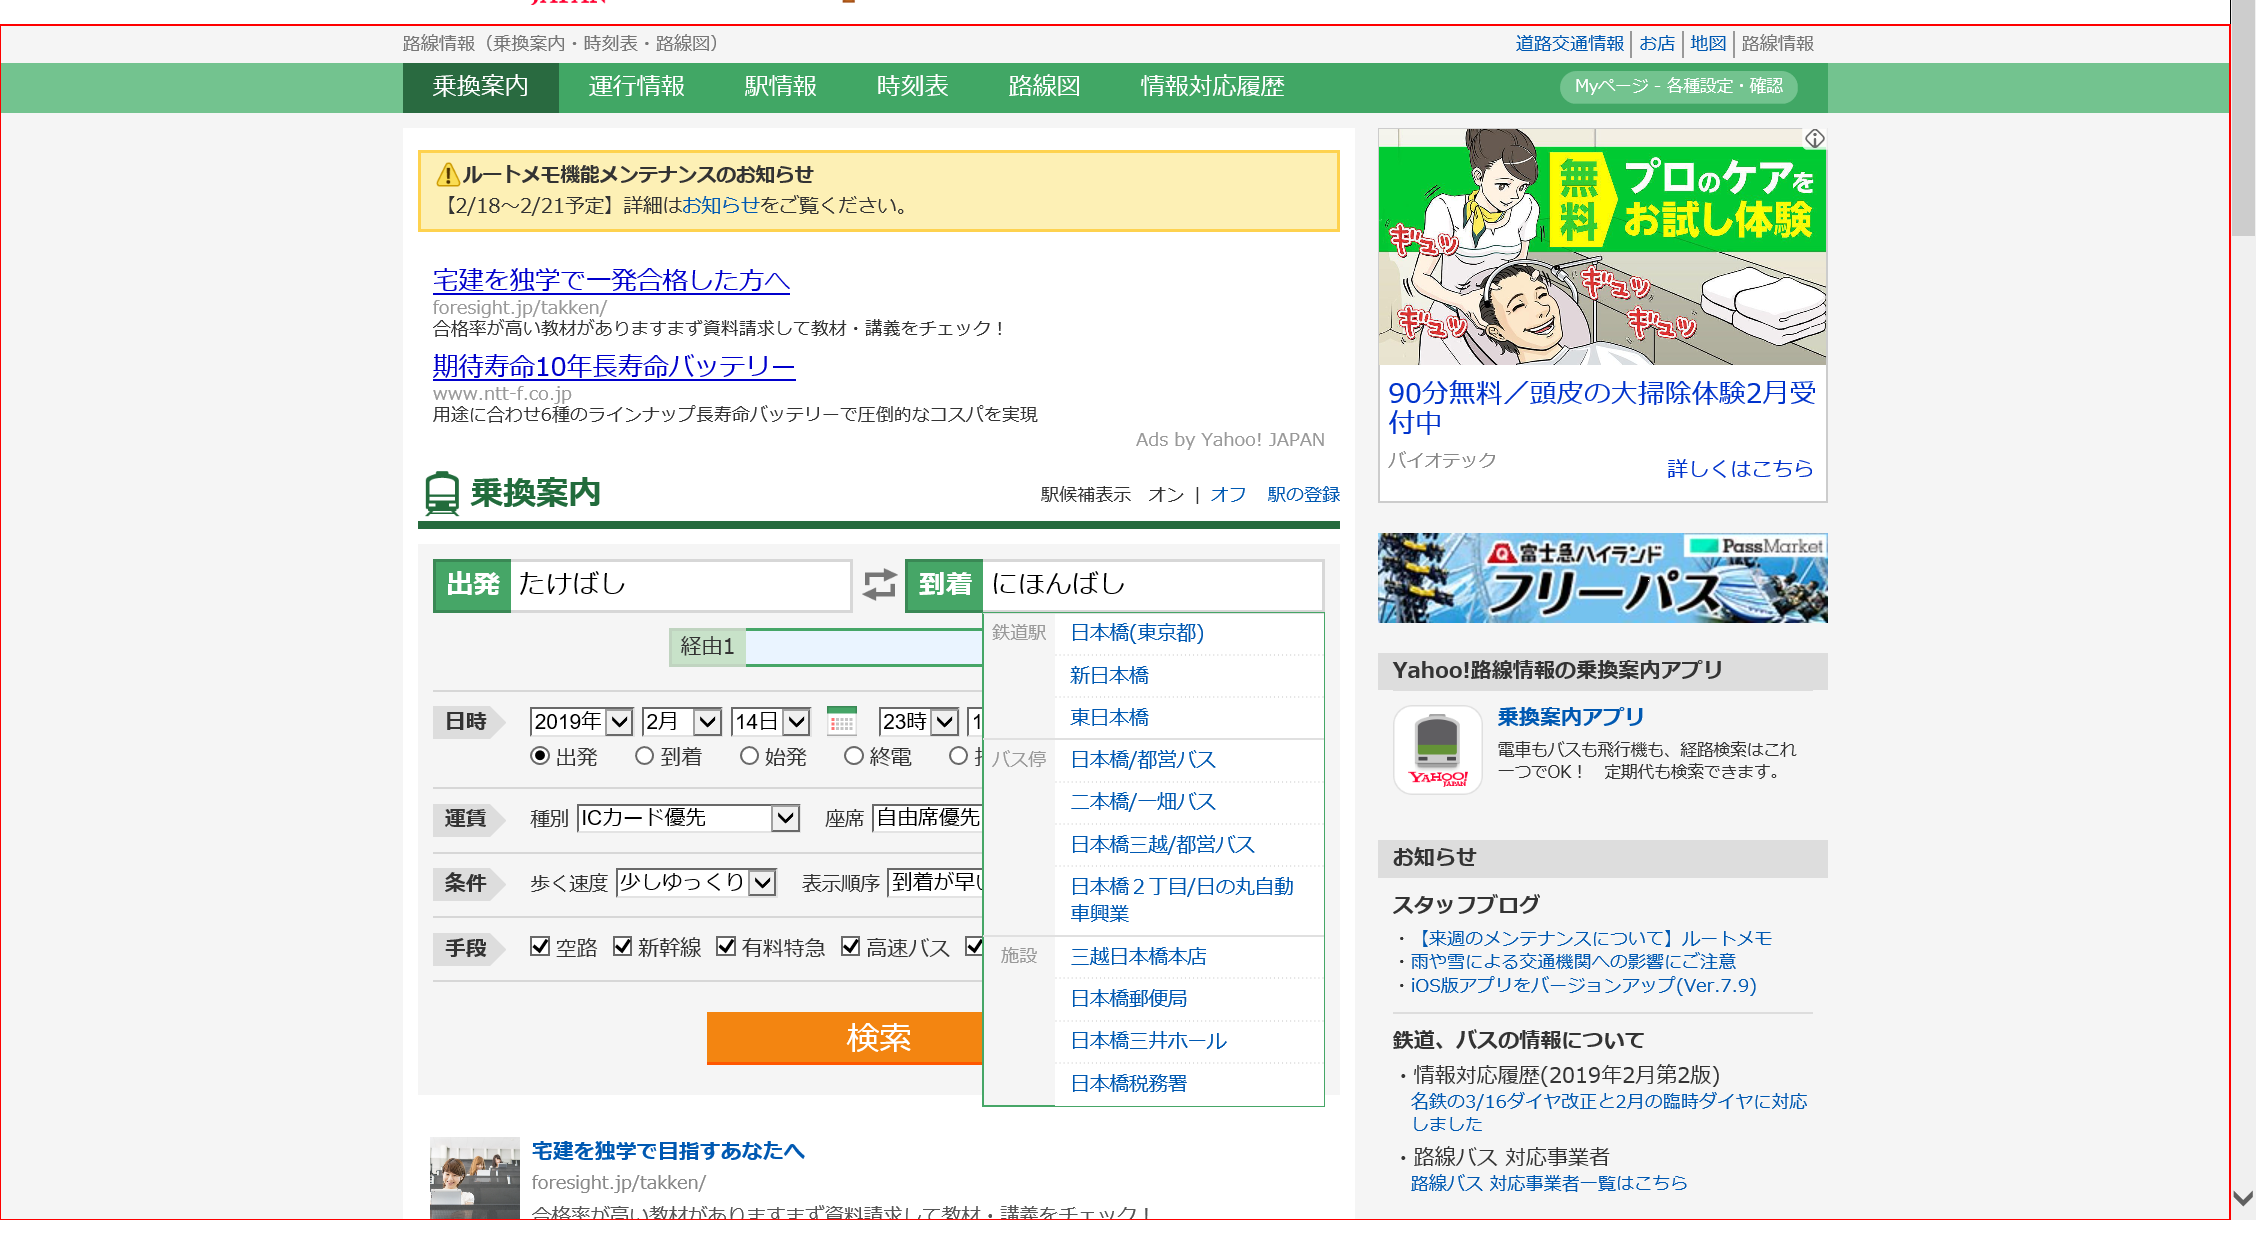 路線情報（乗換案内・時刻表・路線図）
道路交通情報 お店 地図 路線情報
乗換案内 運行情報 駅情報 時刻表 路線図 情報対応履歴
Myページ - 各種設定・確認
ルートメモ機能メンテナンスのお知らせ
【2/18～2/21予定】詳細はお知らせをご覧ください。
宅建を独学で一発合格した方へ
foresight.jp/takken/
合格率が高い教材がありますまず資料請求して教材・講義をチェック！
期待寿命10年長寿命バッテリー
www.ntt-f.co.jp
用途に合わせ6種のラインナップ長寿命バッテリーで圧倒的なコスパを実現
Ads by Yahoo! JAPAN
乗換案内
駅候補表示 オン | オフ 駅の登録
出発 たけばし
到着 にほんばし
経由1
日時 2019年 2月 14日 23時 1
出発 到着 始発 終電
運賃 種別 ICカード優先 座席 自由席優先
条件 歩く速度 少しゆっくり 表示順序 到着が早い
手段 空路 新幹線 有料特急 高速バス
検索
鉄道駅 日本橋(東京都)
新日本橋
東日本橋
バス停 日本橋/都営バス
二本橋/一畑バス
日本橋三越/都営バス
日本橋２丁目/日の丸自動
車興業
施設 三越日本橋本店
日本橋郵便局
日本橋三井ホール
日本橋税務署
宅建を独学で目指すあなたへ
foresight.jp/takken/
合格率が高い教材がありますまず資料請求して教材・講義をチェック！
無料
プロのケアを
お試し体験
ギュッ
ギュッ
ギュッ
ギュッ
90分無料／頭皮の大掃除体験2月受
付中
バイオテック
詳しくはこちら
富士急ハイランド
PassMarket
フリーパス
Yahoo!路線情報の乗換案内アプリ
乗換案内アプリ
電車もバスも飛行機も、経路検索はこれ
一つでOK！ 定期代も検索できます。
YAHOO!
JAPAN
お知らせ
スタッフブログ
・【来週のメンテナンスについて】ルートメモ
・雨や雪による交通機関への影響にご注意
・iOS版アプリをバージョンアップ(Ver.7.9)
鉄道、バスの情報について
・情報対応履歴(2019年2月第2版)
名鉄の3/16ダイヤ改正と2月の臨時ダイヤに対応
しました
・路線バス 対応事業者
路線バス 対応事業者一覧はこちら